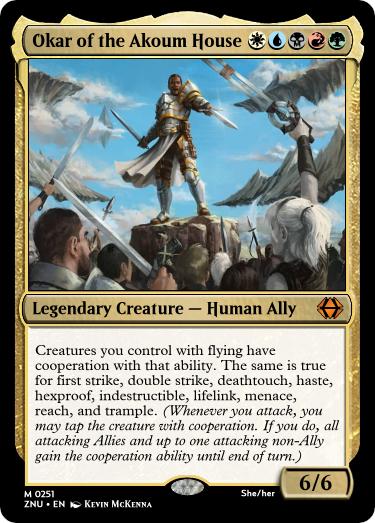 Okar of the Akoum House
Legendary Creature — Human Ally
Creatures you control with flying have
cooperation with that ability. The same is true
for first strike, double strike, deathtouch, haste,
hexproof, indestructible, lifelink, menace,
reach, and trample. (Whenever you attack, you
may tap the creature with cooperation. If you do, all
attacking Allies and up to one attacking non-Ally
gain the cooperation ability until end of turn.)
6/6
M 0251
She/her
ZNU • EN Kevin McKenna